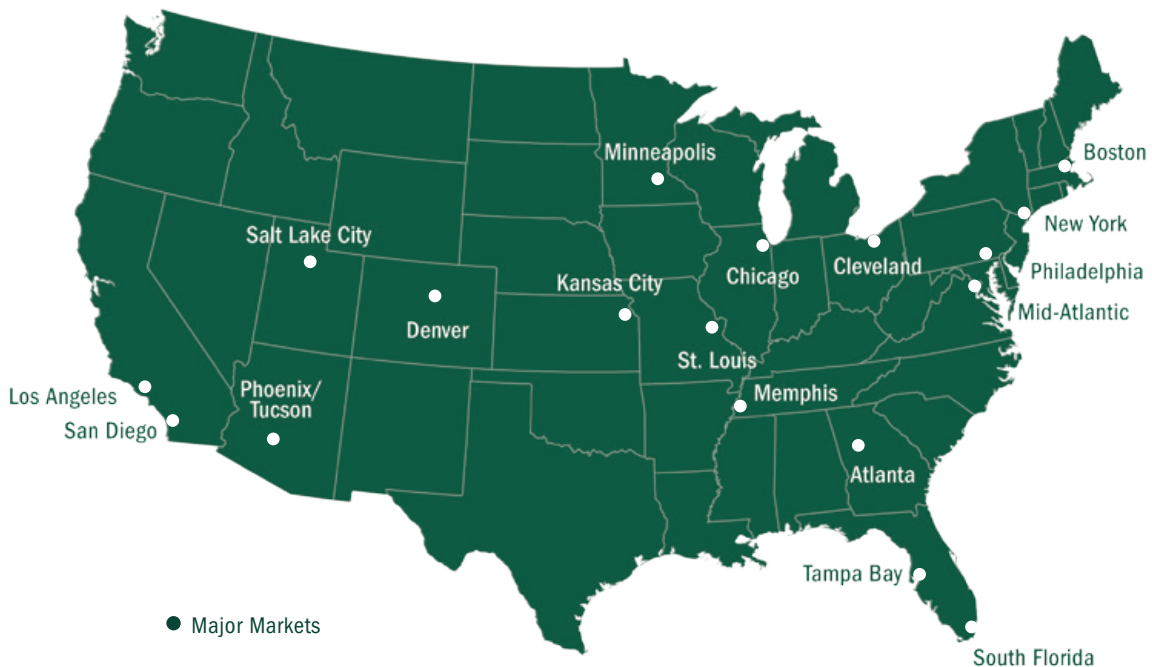 Minneapolis
Boston
New York
Salt Lake City
Chicago
Cleveland
Philadelphia
Kansas City
Mid-Atlantic
Denver
St. Louis
Los Angeles
Phoenix/
Tucson
Memphis
San Diego
Atlanta
Tampa Bay
Major Markets
South Florida